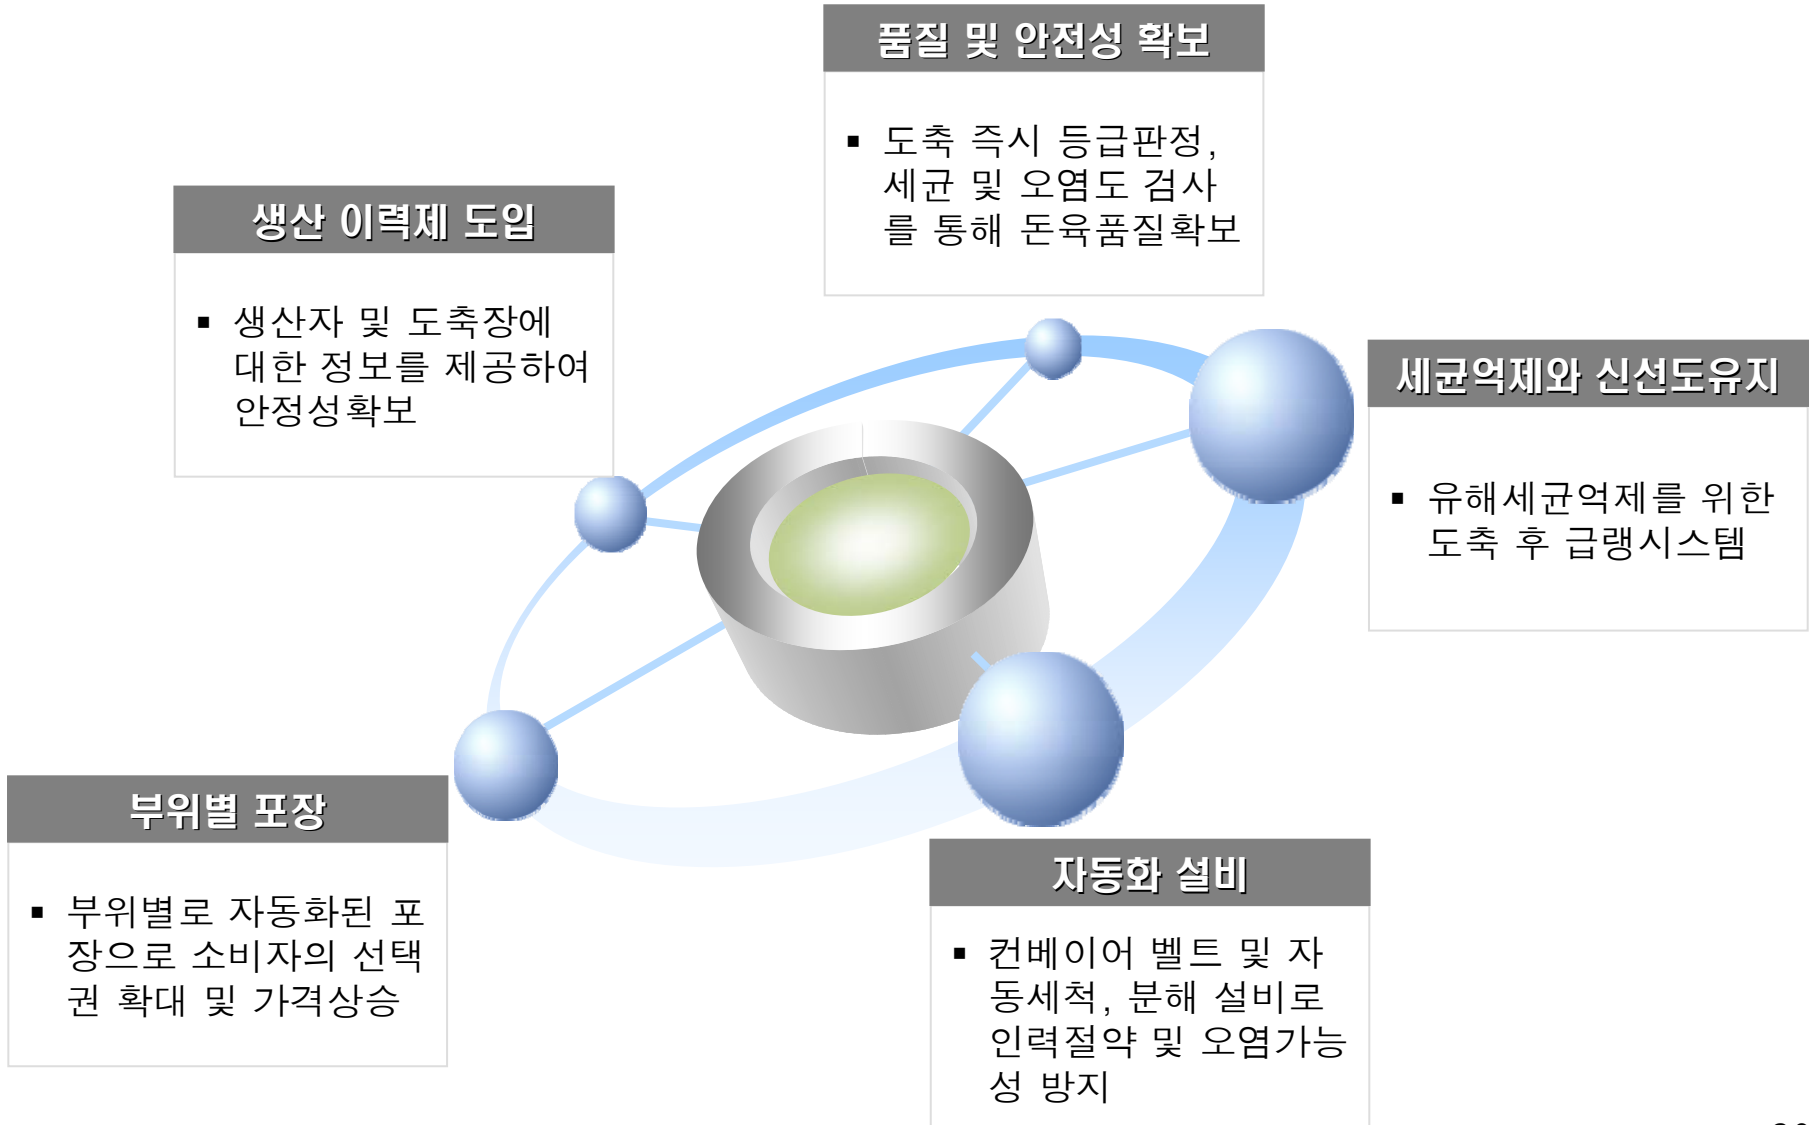 품질 및 안전성 확보
▪ 도축 즉시 등급판정,
세균 및 오염도 검사
를 통해 돈육품질확보
생산 이력제 도입
▪ 생산자 및 도축장에
대한 정보를 제공하여
안정성확보
세균억제와 신선도유지
▪ 유해세균억제를 위한
도축 후 급랭시스템
부위별 포장
▪ 부위별로 자동화된 포
장으로 소비자의 선택
권 확대 및 가격상승
자동화 설비
▪ 컨베이어 벨트 및 자
동세척, 분해 설비로
인력절약 및 오염가능
성 방지